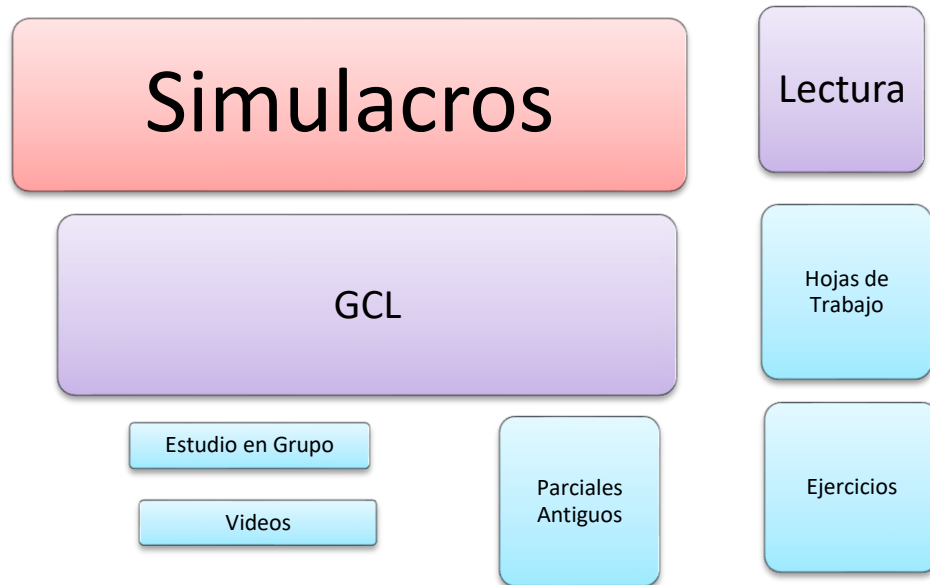 Simulacros
Lectura
GCL
Hojas de
Trabajo
Estudio en Grupo
Videos
Parciales
Antiguos
Ejercicios